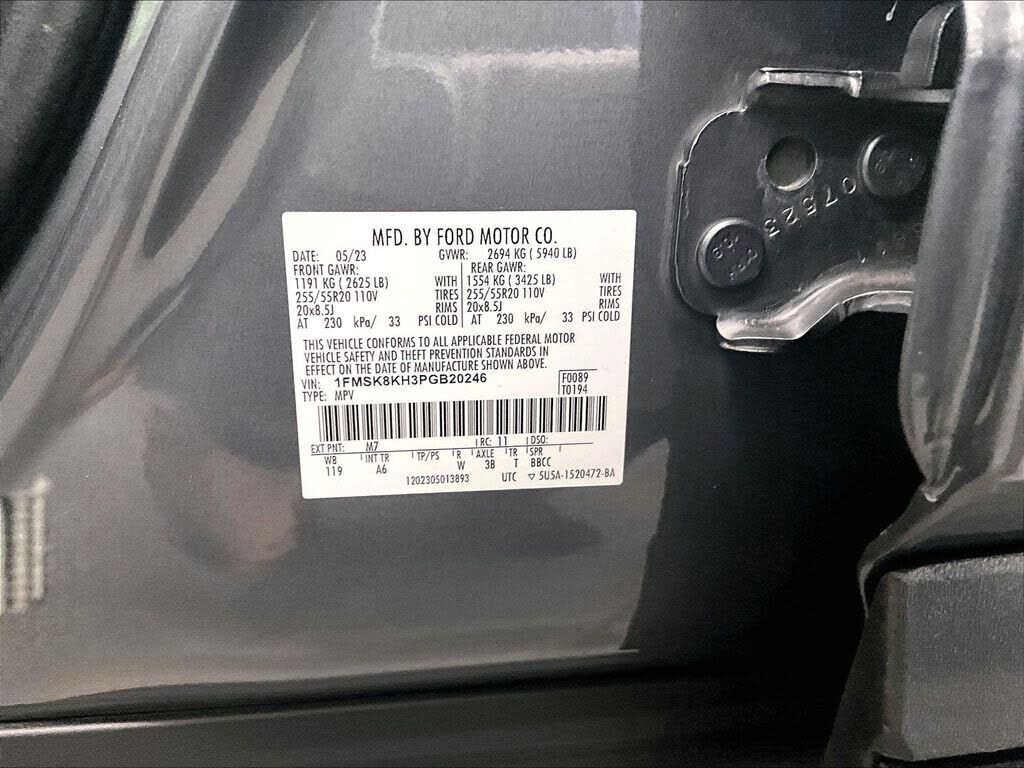 MFD. BY FORD MOTOR CO.
DATE: 05/23 GVWR: 2694 KG ( 5940 LB)
FRONT GAWR: REAR GAWR:
1191 KG ( 2625 LB) WITH 1554 KG ( 3425 LB) WITH
255/55R20 110V TIRES 255/55R20 110V TIRES
20x8.5J RIMS 20x8.5J RIMS
AT 230 kPa/ 33 PSI COLD AT 230 kPa/ 33 PSI COLD
THIS VEHICLE CONFORMS TO ALL APPLICABLE FEDERAL MOTOR
VEHICLE SAFETY AND THEFT PREVENTION STANDARDS IN
EFFECT ON THE DATE OF MANUFACTURE SHOWN ABOVE.
VIN: 1FMSK8KH3PGB20246 F0089
TYPE: MPV T0194
EXT PNT: M7 RC: 11 DSO:
WB INT TR TP/PS R AXLE TR SPR
119 A6 W 3B T BBCC
1202305013893 UTC ▽ 5U5A-1520472-BA
07523